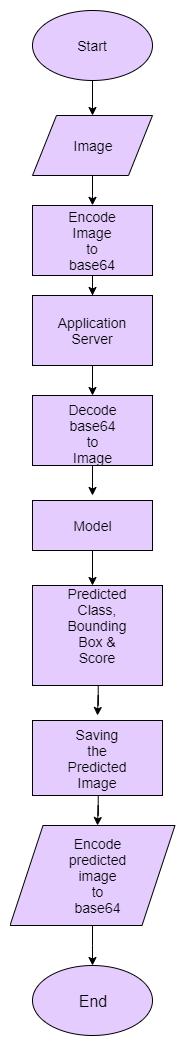 Start
Image
Encode
Image
to
base64
Application
Server
Decode
base64
to
Image
Model
Predicted
Class,
Bounding
Box &
Score
Saving
the
Predicted
Image
Encode
predicted
image
to
base64
End